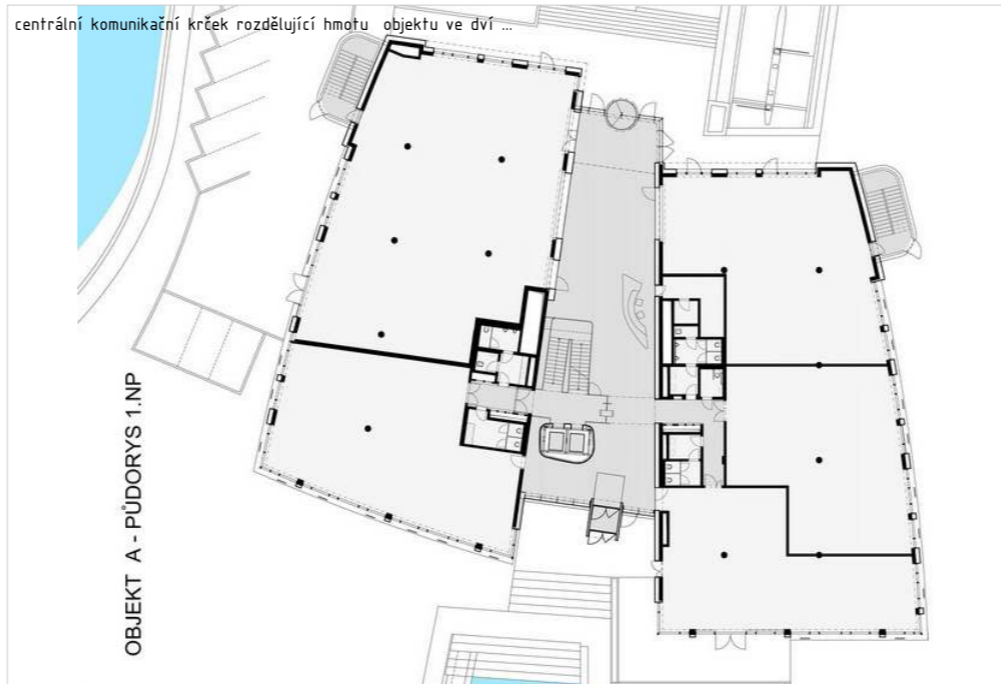 centrální komunikační krček rozdělující hmotu objektu ve dví ...
OBJEKT A - PŮDORYS 1.NP